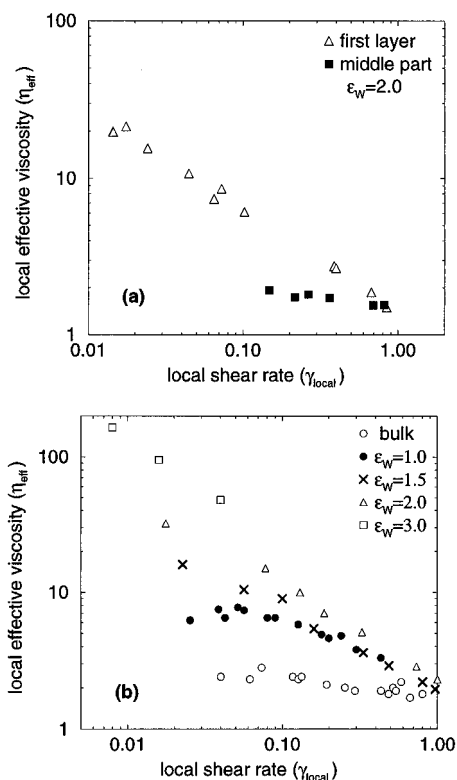 100
△ first layer
■ middle part
ε_W=2.0
10
(a)
1
0.01 0.10 1.00
local shear rate (γ_local)
local effective viscosity (η_eff)
○ bulk
● ε_W=1.0
× ε_W=1.5
△ ε_W=2.0
□ ε_W=3.0
100
10
(b)
1
0.01 0.10 1.00
local shear rate (γ_local)
local effective viscosity (η_eff)